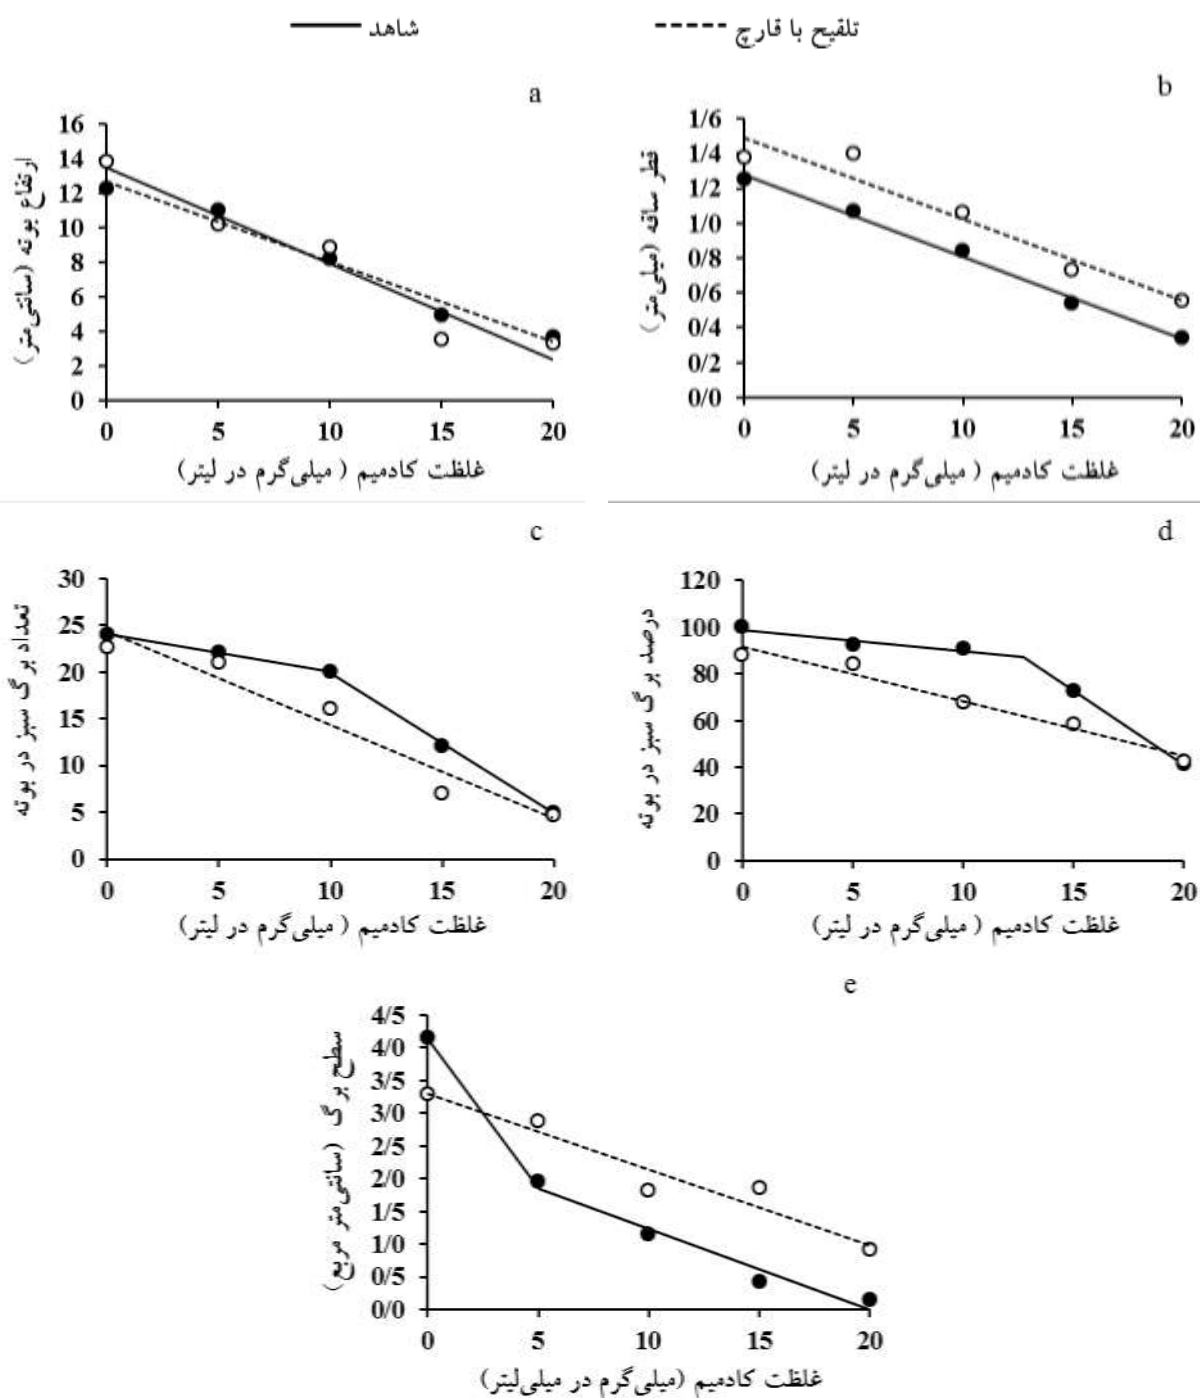 شاهد
تلقیح با قارچ
a
ارتفاع بوته (سانتی‌متر)
16
14
12
10
8
6
4
2
0
0 5 10 15 20
غلظت کادمیم ( میلی‌گرم در لیتر)
b
قطر ساقه (میلی‌متر)
1/6
1/4
1/2
1/0
0/8
0/6
0/4
0/2
0/0
0 5 10 15 20
غلظت کادمیم ( میلی‌گرم در لیتر)
c
تعداد برگ سبز در بوته
30
25
20
15
10
5
0
0 5 10 15 20
غلظت کادمیم ( میلی‌گرم در لیتر)
d
درصد برگ سبز در بوته
120
100
80
60
40
20
0
0 5 10 15 20
غلظت کادمیم ( میلی‌گرم در لیتر)
e
سطح برگ (سانتی‌متر مربع)
4/5
4/0
3/5
3/0
2/5
2/0
1/5
1/0
0/5
0/0
0 5 10 15 20
غلظت کادمیم (میلی‌گرم در میلی‌لیتر)